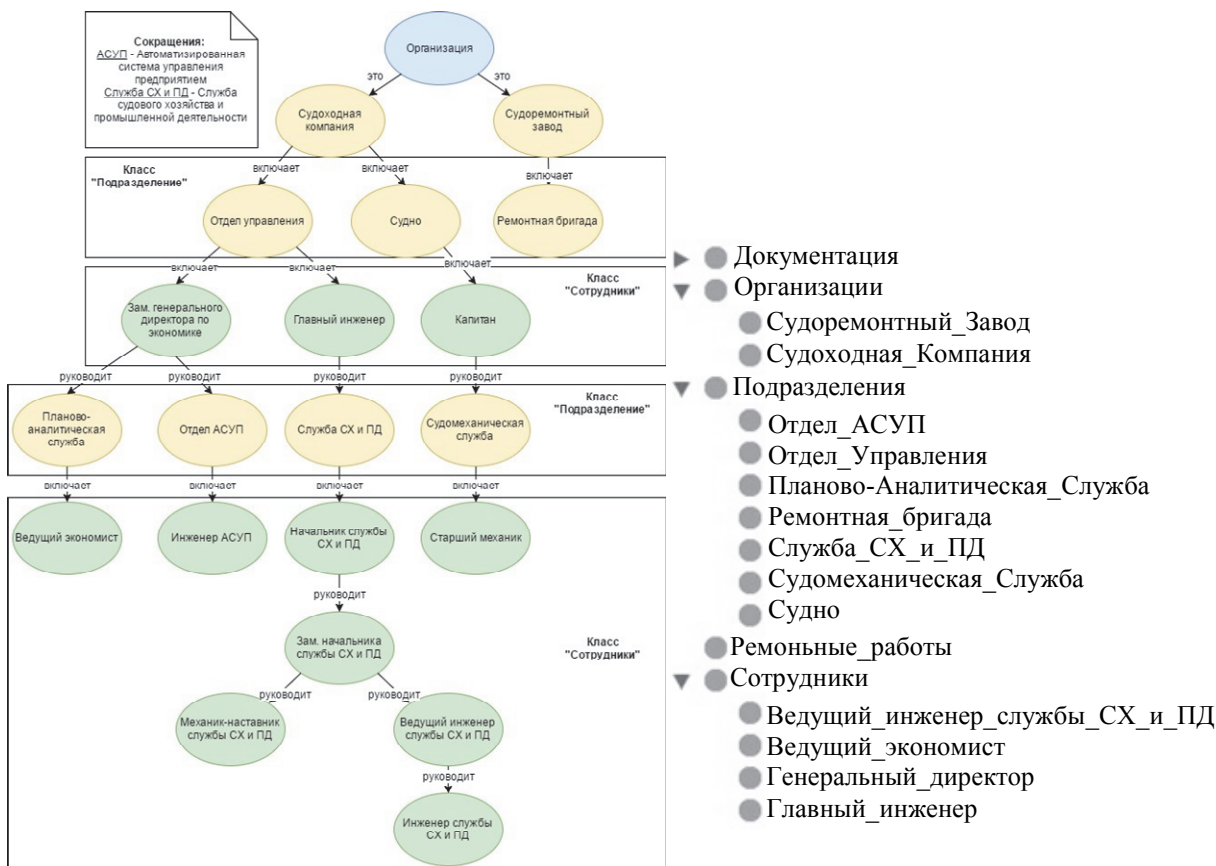 Сокращения:
АСУП - Автоматизированная
система управления
предприятием
Служба СХ и ПД - Служба
судового хозяйства и
промышленной деятельности
Организация
это
это
Судоходная
компания
Судоремонтный
завод
Класс
"Подразделение"
включает
включает
включает
Отдел управления
Судно
Ремонтная бригада
включает
включает
включает
Класс
"Сотрудники"
Зам. генерального
директора по
экономике
Главный инженер
Капитан
руководит
руководит
руководит
руководит
Класс
"Подразделение"
Планово-
аналитическая
служба
Отдел АСУП
Служба СХ и ПД
Судомеханическая
служба
включает
включает
включает
включает
Ведущий экономист
Инженер АСУП
Начальник службы
СХ и ПД
Старший механик
руководит
Зам. начальника
службы СХ и ПД
Класс
"Сотрудники"
руководит
руководит
Механик-наставник
службы СХ и ПД
Ведущий инженер
службы СХ и ПД
руководит
Инженер службы
СХ и ПД
Документация
Организации
Судоремонтный_Завод
Судоходная_Компания
Подразделения
Отдел_АСУП
Отдел_Управления
Планово-Аналитическая_Служба
Ремонтная_бригада
Служба_СХ_и_ПД
Судомеханическая_Служба
Судно
Ремоньные_работы
Сотрудники
Ведущий_инженер_службы_СХ_и_ПД
Ведущий_экономист
Генеральный_директор
Главный_инженер